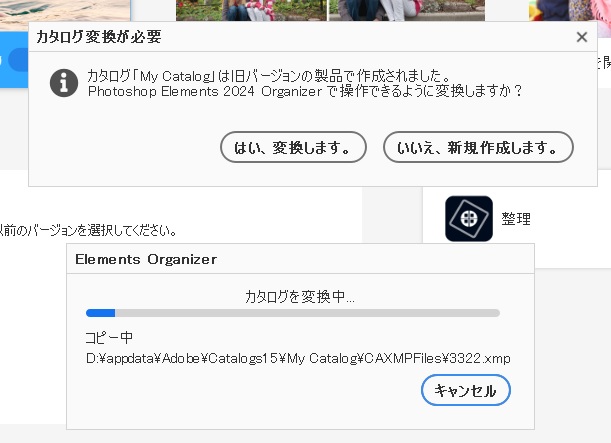 カタログ変換が必要
カタログ「My Catalog」は旧バージョンの製品で作成されました。
Photoshop Elements 2024 Organizer で操作できるように変換しますか？
はい、変換します。
いいえ、新規作成します。
を開
整理
以前のバージョンを選択してください。
Elements Organizer
カタログを変換中...
コピー中
D:¥appdata¥Adobe¥Catalogs15¥My Catalog¥CAXMPFiles¥3322.xmp
キャンセル